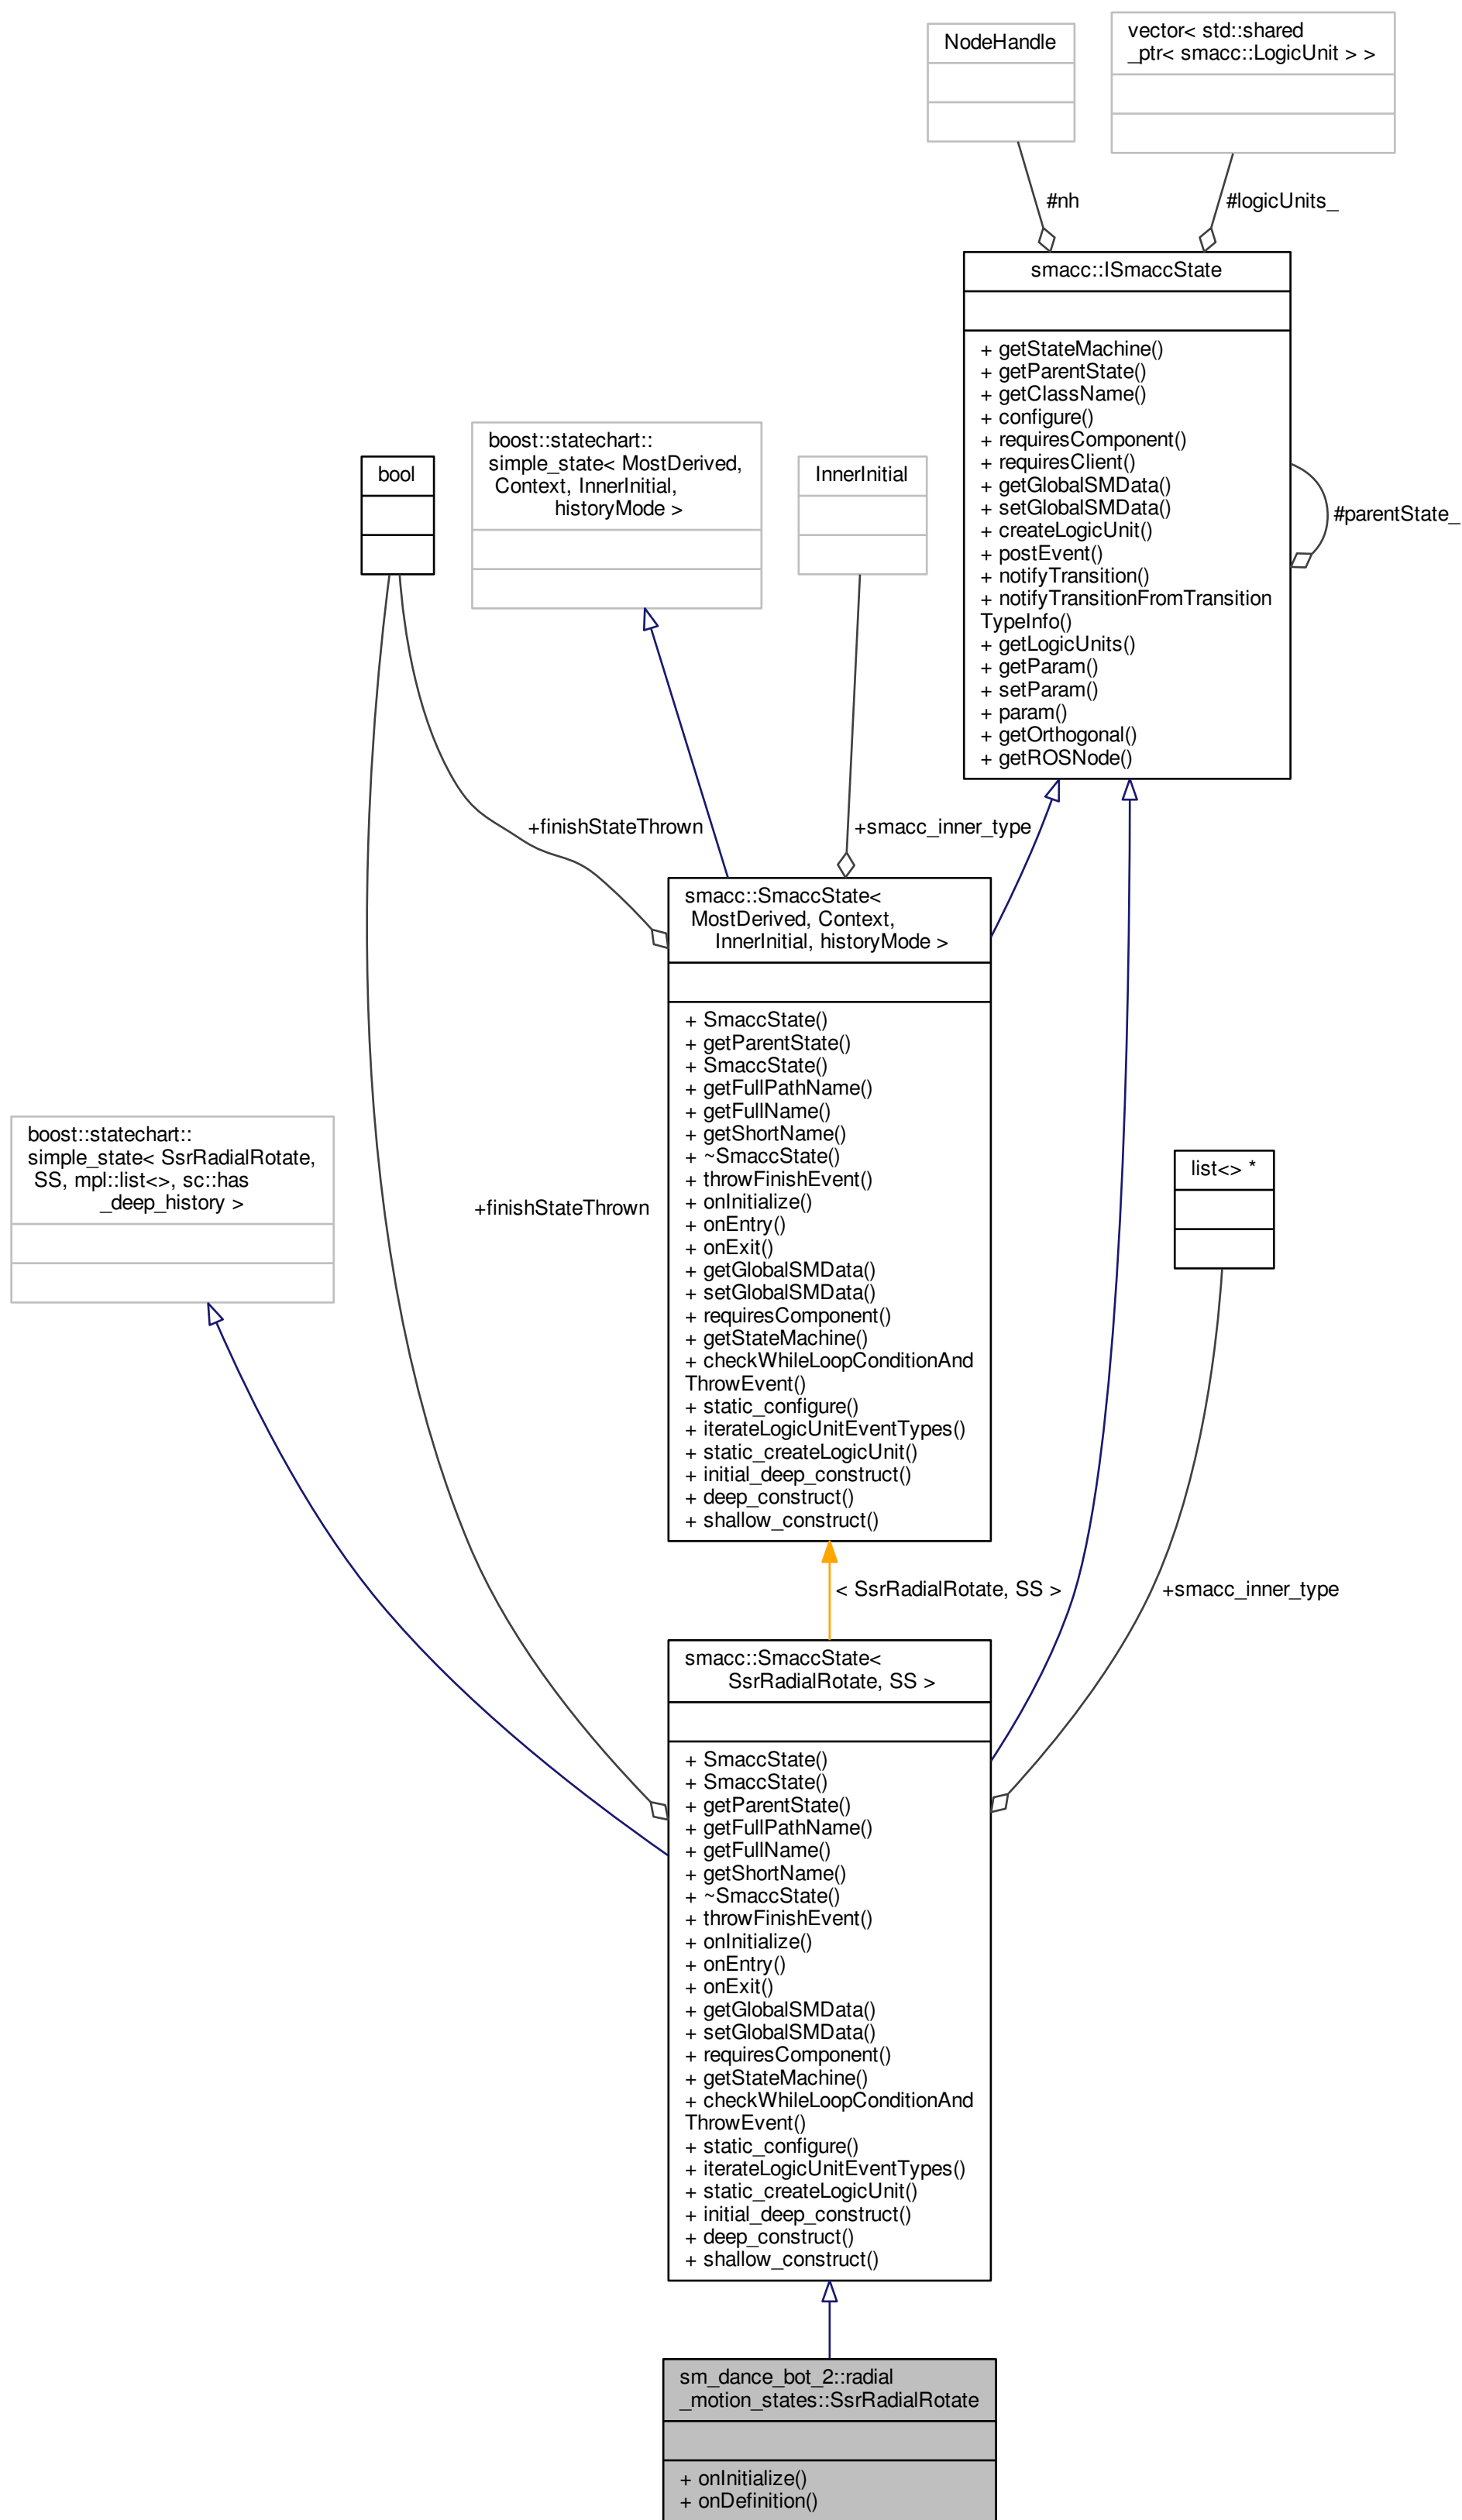 NodeHandle
vector< std::shared
_ptr< smacc::LogicUnit > >
#nh
#logicUnits_
smacc::ISmaccState
+ getStateMachine()
+ getParentState()
+ getClassName()
+ configure()
+ requiresComponent()
+ requiresClient()
+ getGlobalSMData()
+ setGlobalSMData()
+ createLogicUnit()
+ postEvent()
+ notifyTransition()
+ notifyTransitionFromTransition
TypeInfo()
+ getLogicUnits()
+ getParam()
+ setParam()
+ param()
+ getOrthogonal()
+ getROSNode()
#parentState_
bool
boost::statechart::
simple_state< MostDerived,
Context, InnerInitial,
historyMode >
InnerInitial
+finishStateThrown
+smacc_inner_type
smacc::SmaccState<
MostDerived, Context,
InnerInitial, historyMode >
+ SmaccState()
+ getParentState()
+ SmaccState()
+ getFullPathName()
+ getFullName()
+ getShortName()
+ ~SmaccState()
+ throwFinishEvent()
+ onInitialize()
+ onEntry()
+ onExit()
+ getGlobalSMData()
+ setGlobalSMData()
+ requiresComponent()
+ getStateMachine()
+ checkWhileLoopConditionAnd
ThrowEvent()
+ static_configure()
+ iterateLogicUnitEventTypes()
+ static_createLogicUnit()
+ initial_deep_construct()
+ deep_construct()
+ shallow_construct()
boost::statechart::
simple_state< SsrRadialRotate,
SS, mpl::list<>, sc::has
_deep_history >
+finishStateThrown
list<> *
< SsrRadialRotate, SS >
+smacc_inner_type
smacc::SmaccState<
SsrRadialRotate, SS >
+ SmaccState()
+ SmaccState()
+ getParentState()
+ getFullPathName()
+ getFullName()
+ getShortName()
+ ~SmaccState()
+ throwFinishEvent()
+ onInitialize()
+ onEntry()
+ onExit()
+ getGlobalSMData()
+ setGlobalSMData()
+ requiresComponent()
+ getStateMachine()
+ checkWhileLoopConditionAnd
ThrowEvent()
+ static_configure()
+ iterateLogicUnitEventTypes()
+ static_createLogicUnit()
+ initial_deep_construct()
+ deep_construct()
+ shallow_construct()
sm_dance_bot_2::radial
_motion_states::SsrRadialRotate
+ onInitialize()
+ onDefinition()